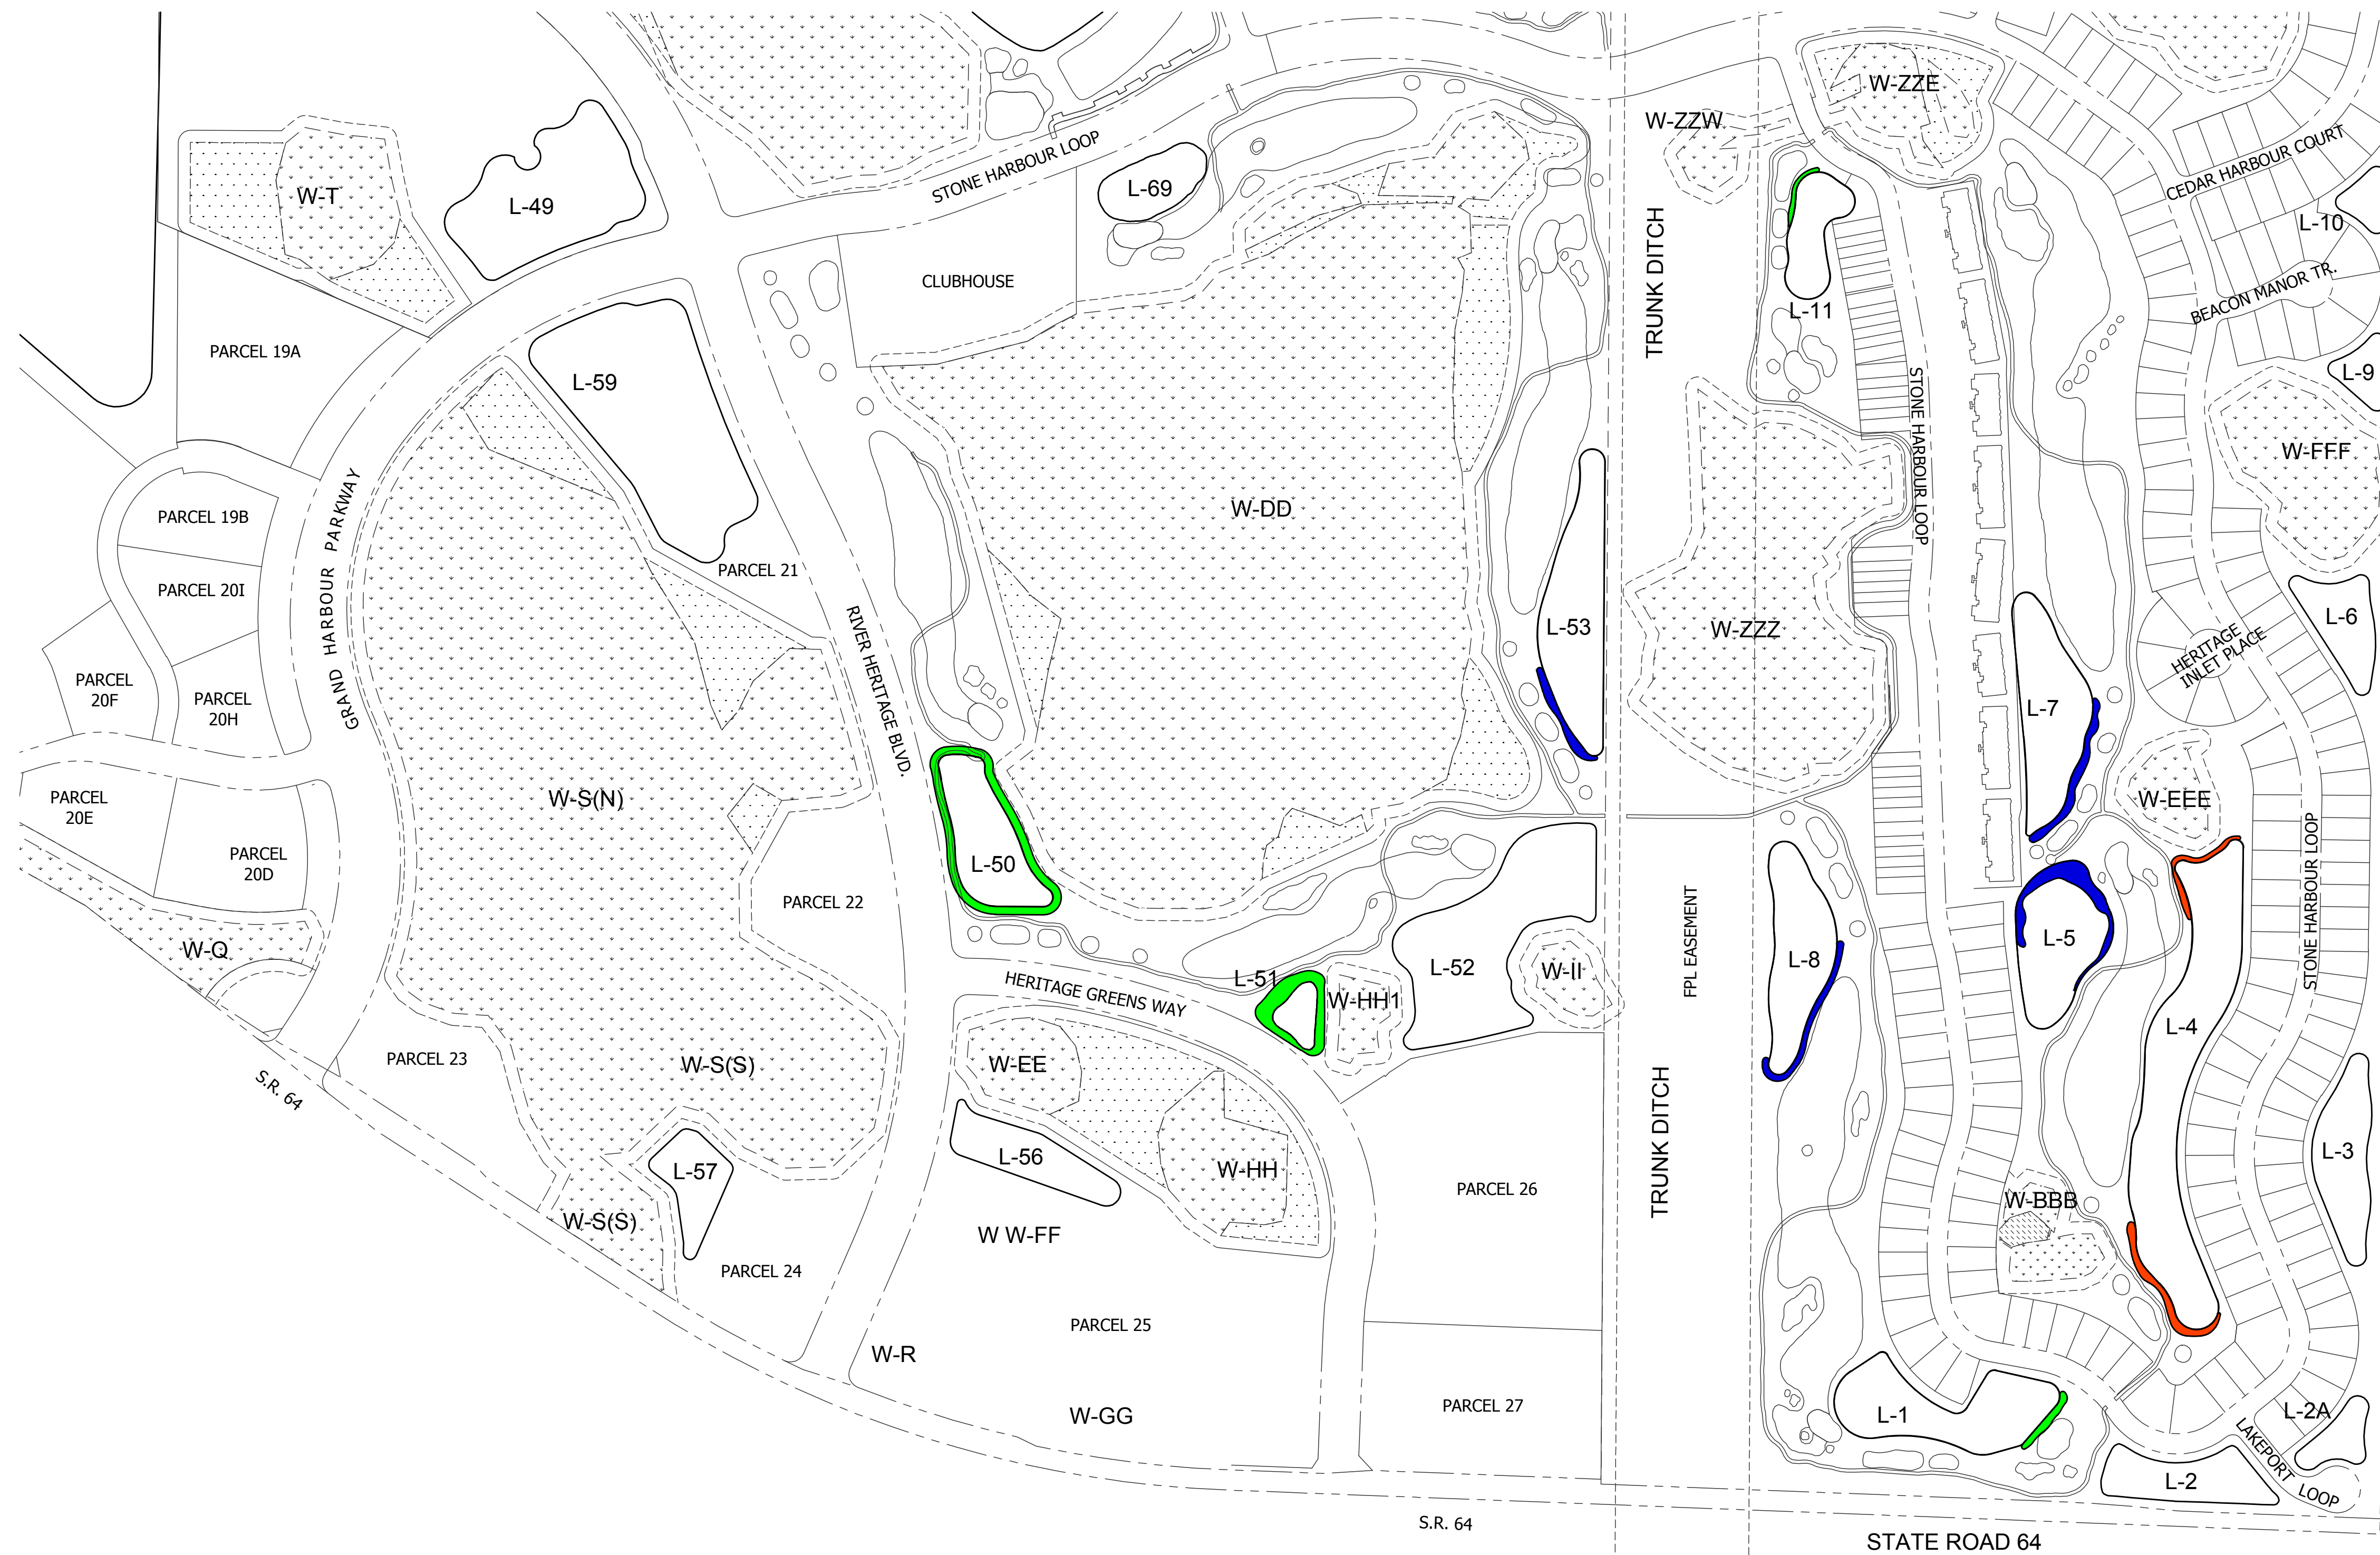 W-ZZE
W-ZZW
STONE HARBOUR LOOP
CEDAR HARBOUR COURT
W-T
L-49
L-69
L-10
TRUNK DITCH
CLUBHOUSE
BEACON MANOR TR.
L-11
PARCEL 19A
L-59
L-9
STONE HARBOUR LOOP
W-FFF
GRAND HARBOUR PARKWAY
W-DD
PARCEL 19B
PARCEL 21
PARCEL 20I
L-53
W-ZZZ
L-6
HERITAGE
INLET PLACE
RIVER HERITAGE BLVD.
PARCEL
20F
PARCEL
20H
L-7
W-S(N)
PARCEL
20E
W-EEE
PARCEL
20D
L-50
STONE HARBOUR LOOP
PARCEL 22
W-Q
FPL EASEMENT
L-5
L-8
L-52
W-II
L-51
W-HH1
HERITAGE GREENS WAY
L-4
PARCEL 23
W-S(S)
W-EE
S.R. 64
TRUNK DITCH
L-57
L-56
W-HH
L-3
PARCEL 26
W-BBB
W-S(S)
W W-FF
PARCEL 24
PARCEL 25
W-R
PARCEL 27
W-GG
L-1
L-2A
LAKEPORT
LOOP
L-2
S.R. 64
STATE ROAD 64